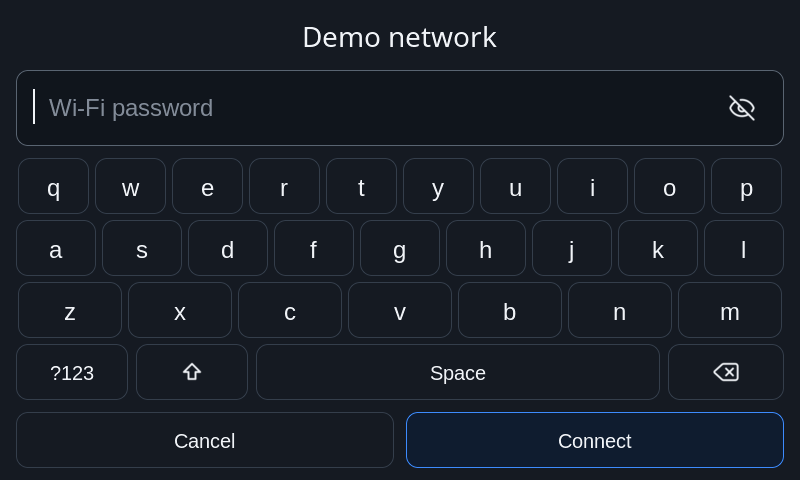 Demo network
Wi-Fi password
q w e r t y u i o p
a s d f g h j k l
z x c v b n m
?123 Space
Cancel Connect